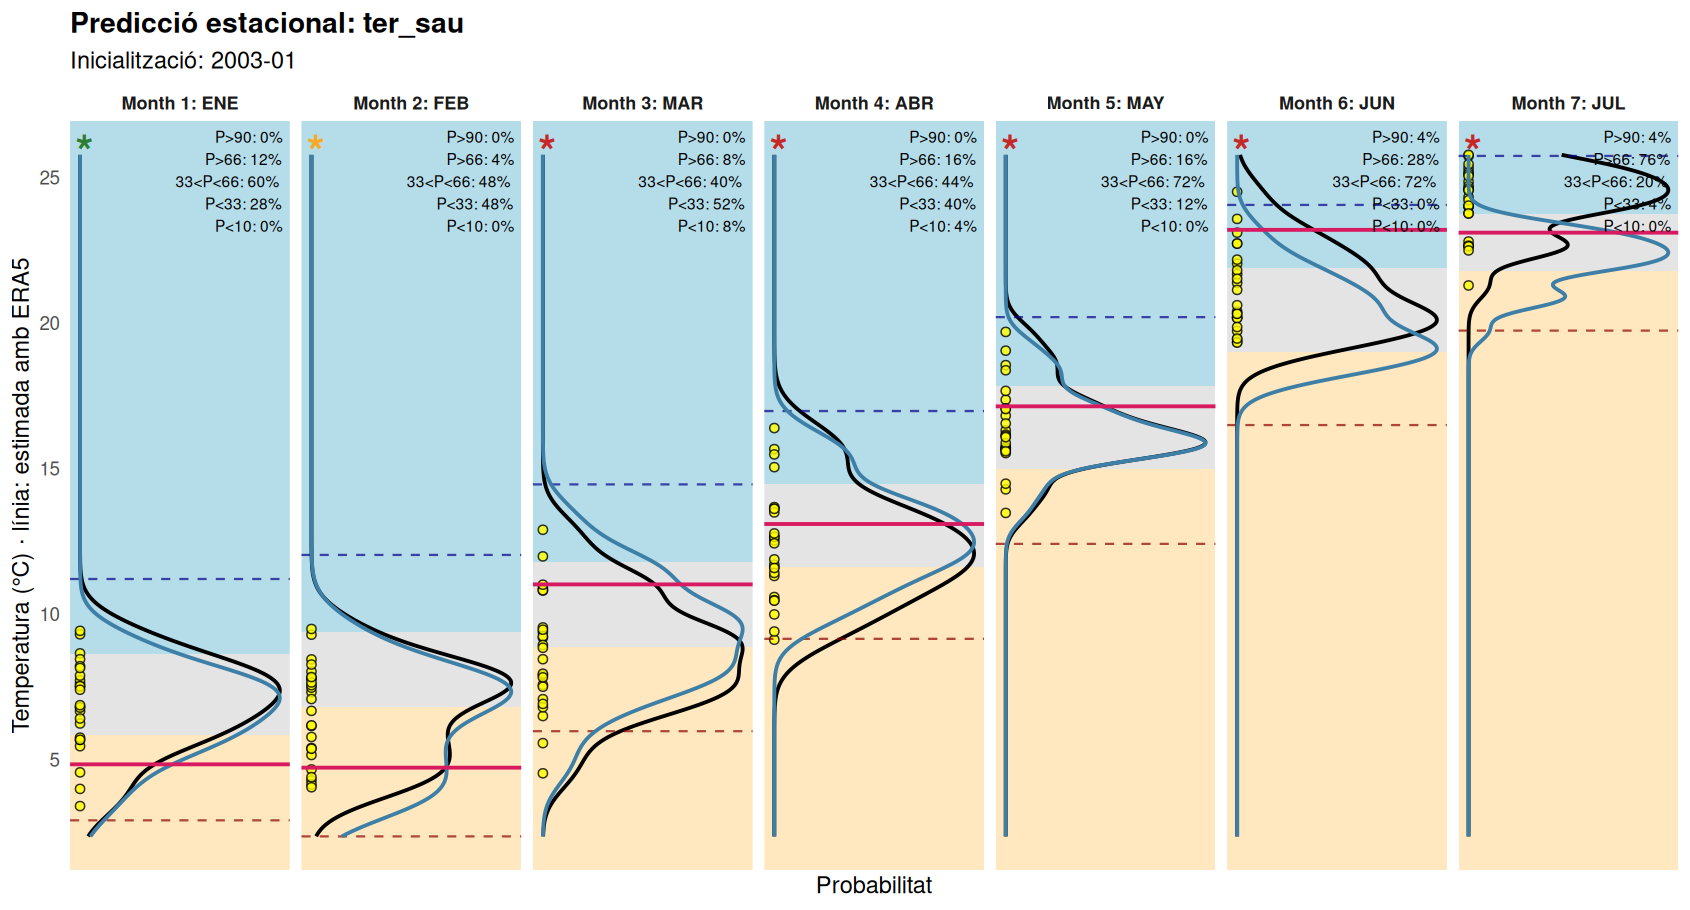 Predicció estacional: ter_sau
Inicialització: 2003-01
Month 1: ENE
Month 2: FEB
Month 3: MAR
Month 4: ABR
Month 5: MAY
Month 6: JUN
Month 7: JUL
*
P>90: 0%
P>66: 12%
33<P<66: 60%
P<33: 28%
P<10: 0%
*
P>90: 0%
P>66: 4%
33<P<66: 48%
P<33: 48%
P<10: 0%
*
P>90: 0%
P>66: 8%
33<P<66: 40%
P<33: 52%
P<10: 8%
*
P>90: 0%
P>66: 16%
33<P<66: 44%
P<33: 40%
P<10: 4%
*
P>90: 0%
P>66: 16%
33<P<66: 72%
P<33: 12%
P<10: 0%
*
P>90: 4%
P>66: 28%
33<P<66: 72%
P<33: 0%
P<10: 0%
*
P>90: 4%
P>66: 76%
33<P<66: 20%
P<33: 4%
P<10: 0%
25
20
15
10
5
Temperatura (°C) · línia: estimada amb ERA5
Probabilitat